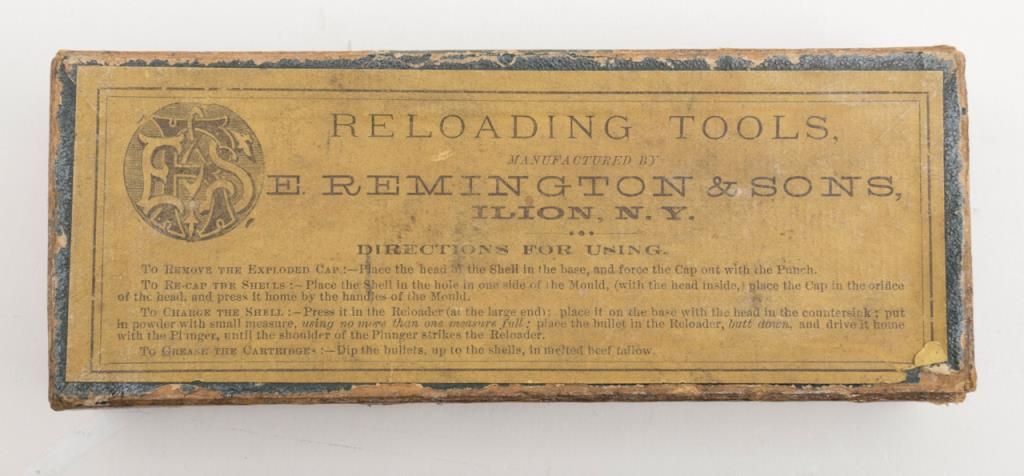 RELOADING TOOLS,
MANUFACTURED BY
E. REMINGTON & SONS,
ILION, N. Y.
DIRECTIONS FOR USING.
To Remove the Exploded Cap:—Place the head of the Shell in the base, and force the Cap out with the Punch.
To Re-cap the Shells:—Place the Shell in the hole in one side of the Mould, (with the head inside,) place the Cap in the orifice
of the head, and press it home by the handles of the Mould.
To Charge the Shell:—Press it in the Reloader (at the large end); place it on the base with the head in the countersink; put
in powder with small measure, using no more than one measure full; place the bullet in the Reloader, butt down, and drive it home
with the Plunger, until the shoulder of the Plunger strikes the Reloader.
To Grease the Cartridges:—Dip the bullets, up to the shells, in melted beef tallow.